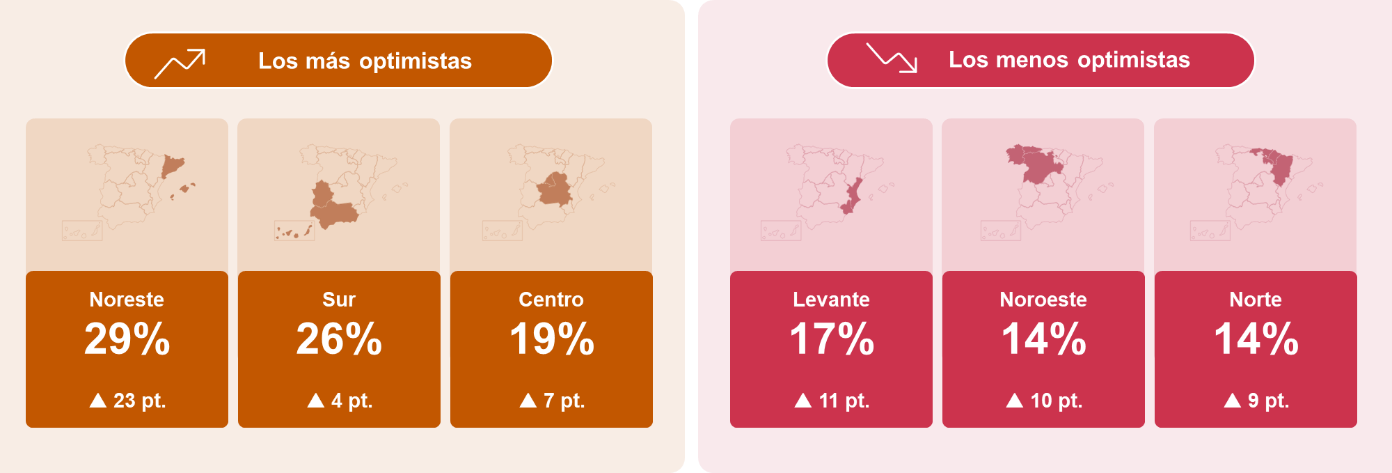 Los más optimistas
Noreste
29%
▲ 23 pt.
Sur
26%
▲ 4 pt.
Centro
19%
▲ 7 pt.
Los menos optimistas
Levante
17%
▲ 11 pt.
Noroeste
14%
▲ 10 pt.
Norte
14%
▲ 9 pt.